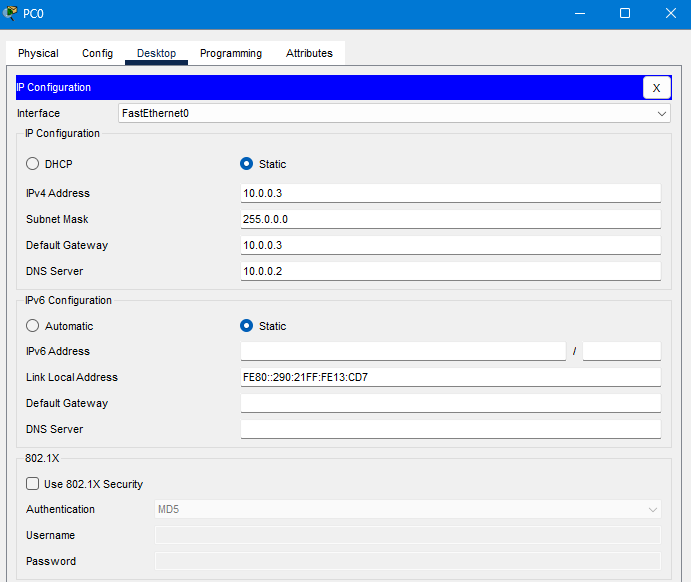 PC0
Physical Config Desktop Programming Attributes
IP Configuration X
Interface FastEthernet0
IP Configuration
DHCP Static
IPv4 Address 10.0.0.3
Subnet Mask 255.0.0.0
Default Gateway 10.0.0.3
DNS Server 10.0.0.2
IPv6 Configuration
Automatic Static
IPv6 Address /
Link Local Address FE80::290:21FF:FE13:CD7
Default Gateway
DNS Server
802.1X
Use 802.1X Security
Authentication MD5
Username
Password